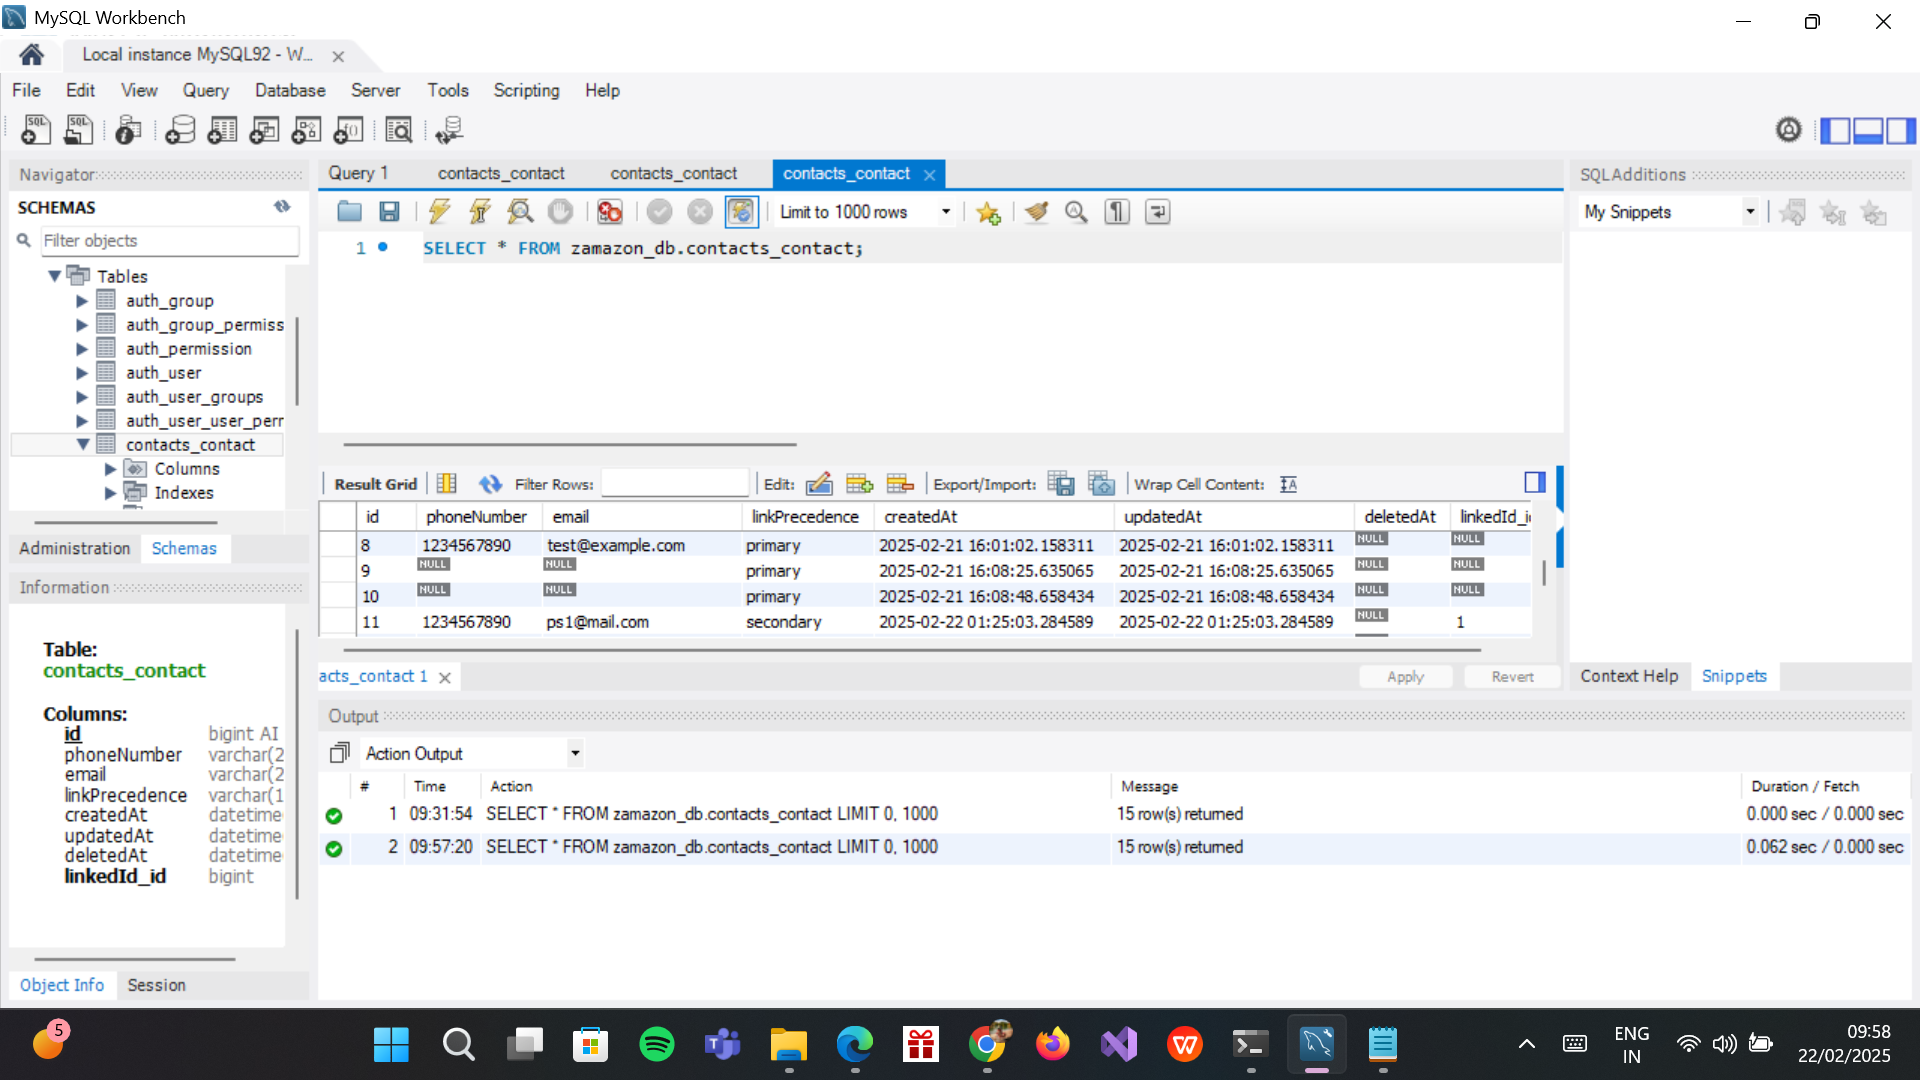 MySQL Workbench
Local instance MySQL92 - W...
File Edit View Query Database Server Tools Scripting Help
Navigator
SCHEMAS
Filter objects
Tables
auth_group
auth_group_permiss
auth_permission
auth_user
auth_user_groups
auth_user_user_perr
contacts_contact
Columns
Indexes
Administration Schemas
Information
Table:
contacts_contact
Columns:
id bigint AI
phoneNumber varchar(2
email varchar(2
linkPrecedence varchar(1
createdAt datetime
updatedAt datetime
deletedAt datetime
linkedId_id bigint
Object Info Session
Query 1 contacts_contact contacts_contact contacts_contact
Limit to 1000 rows
1 SELECT * FROM zamazon_db.contacts_contact;
Result Grid Filter Rows: Edit: Export/Import: Wrap Cell Content:
id phoneNumber email linkPrecedence createdAt updatedAt deletedAt linkedId_i
8 1234567890 test@example.com primary 2025-02-21 16:01:02.158311 2025-02-21 16:01:02.158311 NULL NULL
9 NULL NULL primary 2025-02-21 16:08:25.635065 2025-02-21 16:08:25.635065 NULL NULL
10 NULL NULL primary 2025-02-21 16:08:48.658434 2025-02-21 16:08:48.658434 NULL NULL
11 1234567890 ps1@mail.com secondary 2025-02-22 01:25:03.284589 2025-02-22 01:25:03.284589 NULL 1
acts_contact 1 Apply Revert
Output
Action Output
# Time Action Message Duration / Fetch
1 09:31:54 SELECT * FROM zamazon_db.contacts_contact LIMIT 0, 1000 15 row(s) returned 0.000 sec / 0.000 sec
2 09:57:20 SELECT * FROM zamazon_db.contacts_contact LIMIT 0, 1000 15 row(s) returned 0.062 sec / 0.000 sec
SQLAdditions
My Snippets
Context Help Snippets
5
ENG
IN
09:58
22/02/2025